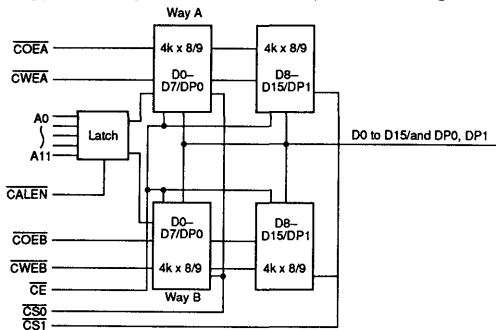 Way A
COEA
4k x 8/9
4k x 8/9
CWEA
D0–
D7/DP0
D8–
D15/DP1
A0
Latch
A11
D0 to D15/and DP0, DP1
CALEN
D0–
D7/DP0
D8–
D15/DP1
COEB
CWEB
4k x 8/9
4k x 8/9
CE
Way B
CS0
CS1